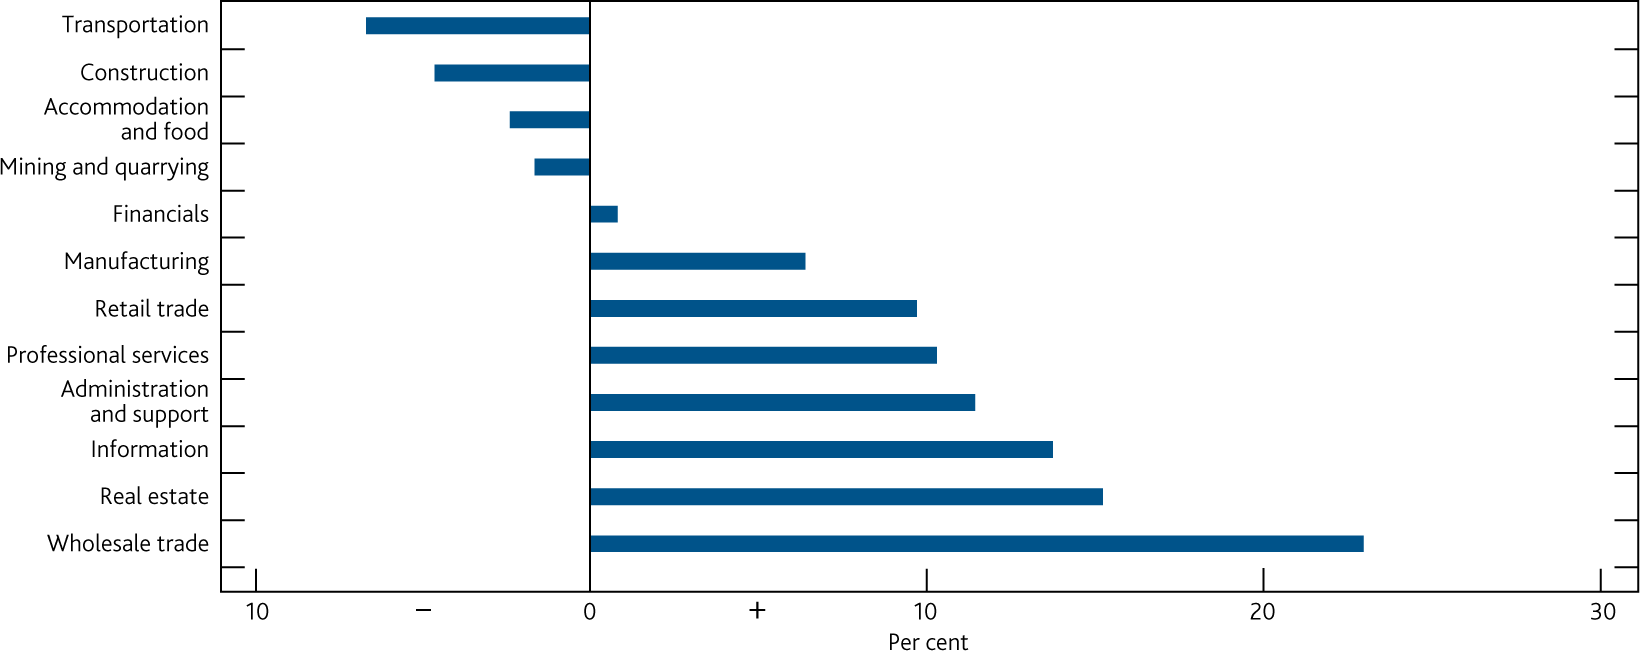 Transportation
Construction
Accommodation
and food
Mining and quarrying
Financials
Manufacturing
Retail trade
Professional services
Administration
and support
Information
Real estate
Wholesale trade
10 – 0 + 10 20 30
Per cent